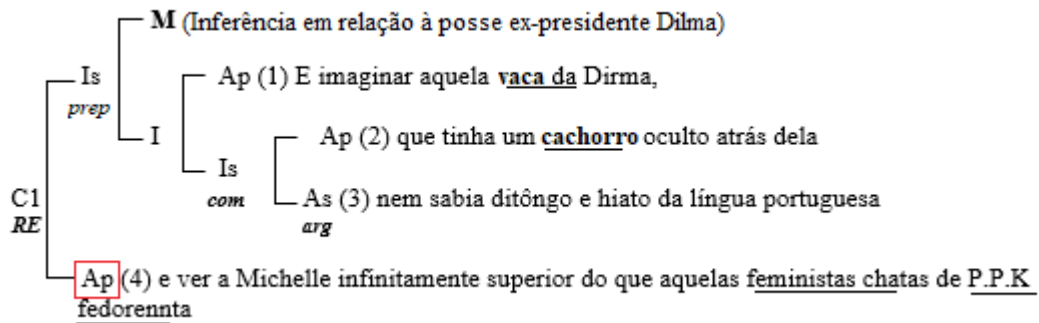 M (Inferência em relação à posse ex-presidente Dilma)
Is
prep
Ap (1) E imaginar aquela vaca da Dirma,
I
Ap (2) que tinha um cachorro oculto atrás dela
Is
com
C1
RE
As (3) nem sabia ditôngo e hiato da língua portuguesa
arg
Ap (4) e ver a Michelle infinitamente superior do que aquelas feministas chatas de P.P.K
fedorennta